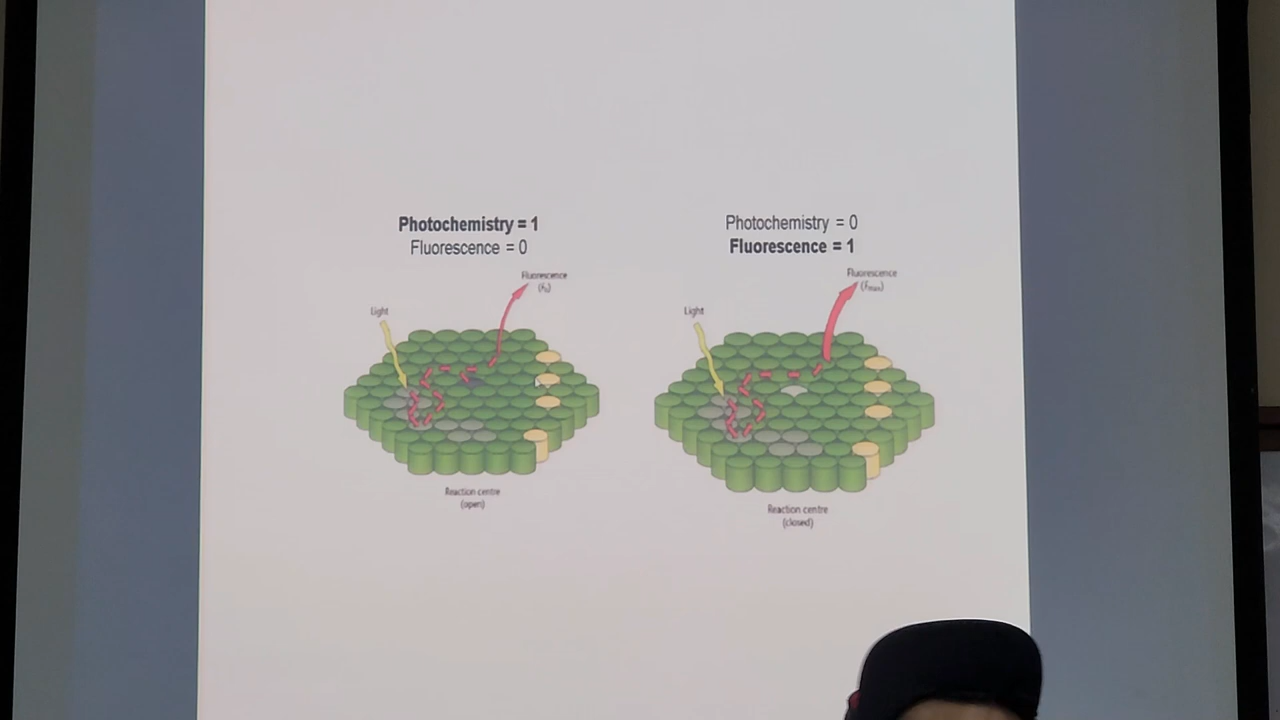 Photochemistry = 1
Fluorescence = 0
Fluorescence
(F₀)
Light
Reaction centre
(open)
Photochemistry = 0
Fluorescence = 1
Fluorescence
(Fₘₐₓ)
Light
Reaction centre
(closed)